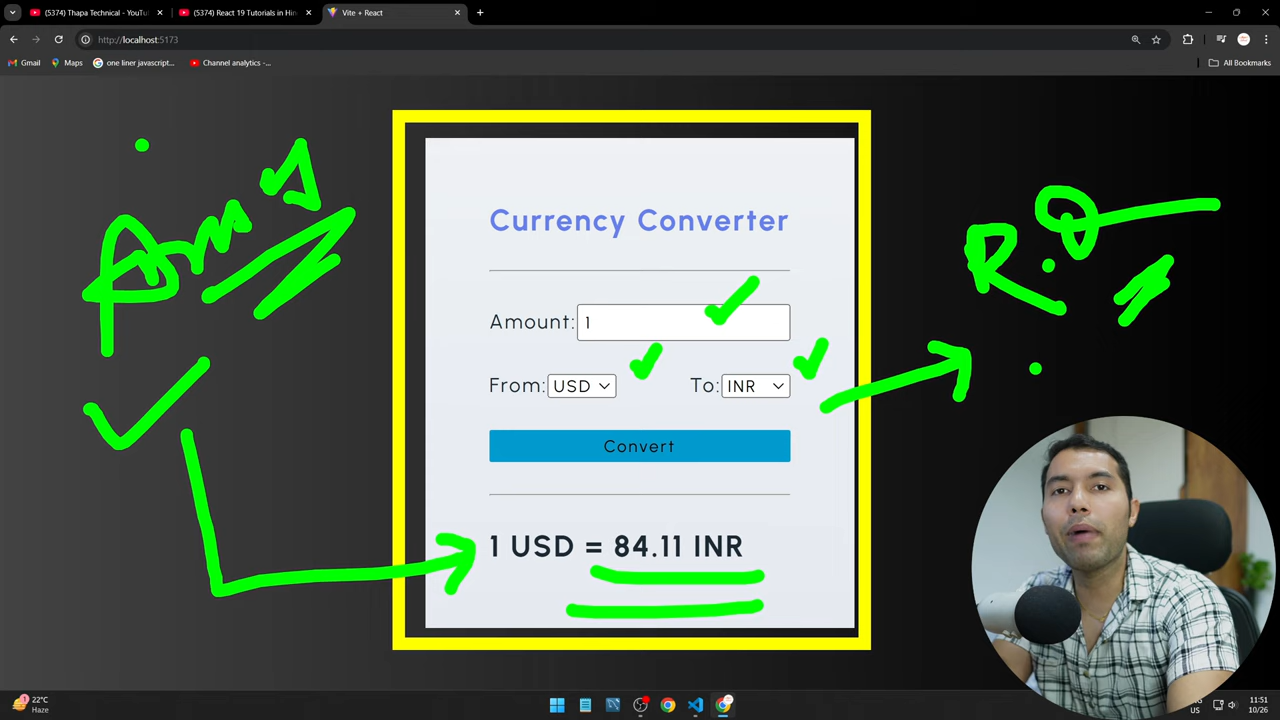 (5374) Thapa Technical - YouTu
(5374) React 19 Tutorials in Hin
Vite + React
http://localhost:5173
Gmail
Maps
one liner javascript...
Channel analytics -...
All Bookmarks
Currency Converter
Amount: 1
From: USD
To: INR
Convert
1 USD = 84.11 INR
R.Q
22°C
Haze
US
11:51
10/26